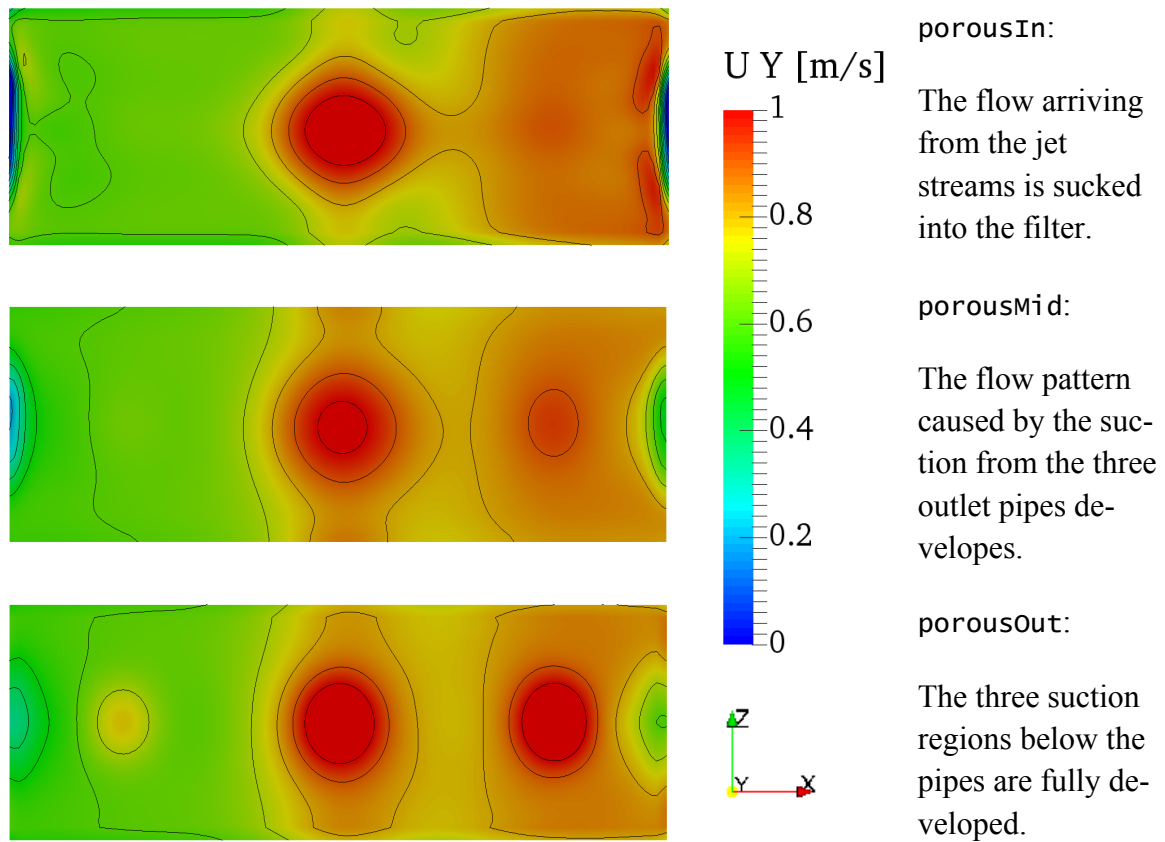 U Y [m/s]
1
0.8
0.6
0.4
0.2
0
Z
Y
X
porousIn:
The flow arriving
from the jet
streams is sucked
into the filter.
porousMid:
The flow pattern
caused by the suc-
tion from the three
outlet pipes de-
velopes.
porousOut:
The three suction
regions below the
pipes are fully de-
veloped.